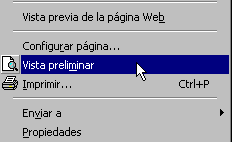 Vista previa de la página Web
Configurar página...
Vista preliminar
Imprimir... Ctrl+P
Enviar a
Propiedades